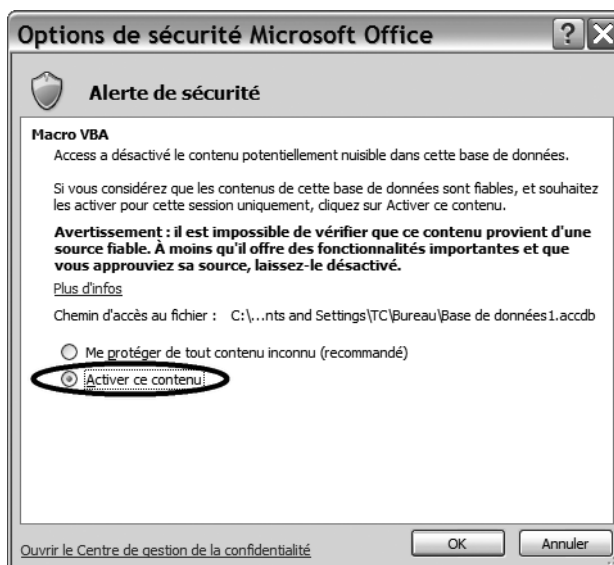 Options de sécurité Microsoft Office
Alerte de sécurité
Macro VBA
Access a désactivé le contenu potentiellement nuisible dans cette base de données.
Si vous considérez que les contenus de cette base de données sont fiables, et souhaitez
les activer pour cette session uniquement, cliquez sur Activer ce contenu.
Avertissement : il est impossible de vérifier que ce contenu provient d'une
source fiable. À moins qu'il offre des fonctionnalités importantes et que
vous approuviez sa source, laissez-le désactivé.
Plus d'infos
Chemin d'accès au fichier : C:\...nts and Settings\TC\Bureau\Base de données1.accdb
Me protéger de tout contenu inconnu (recommandé)
Activer ce contenu
Ouvrir le Centre de gestion de la confidentialité
OK
Annuler